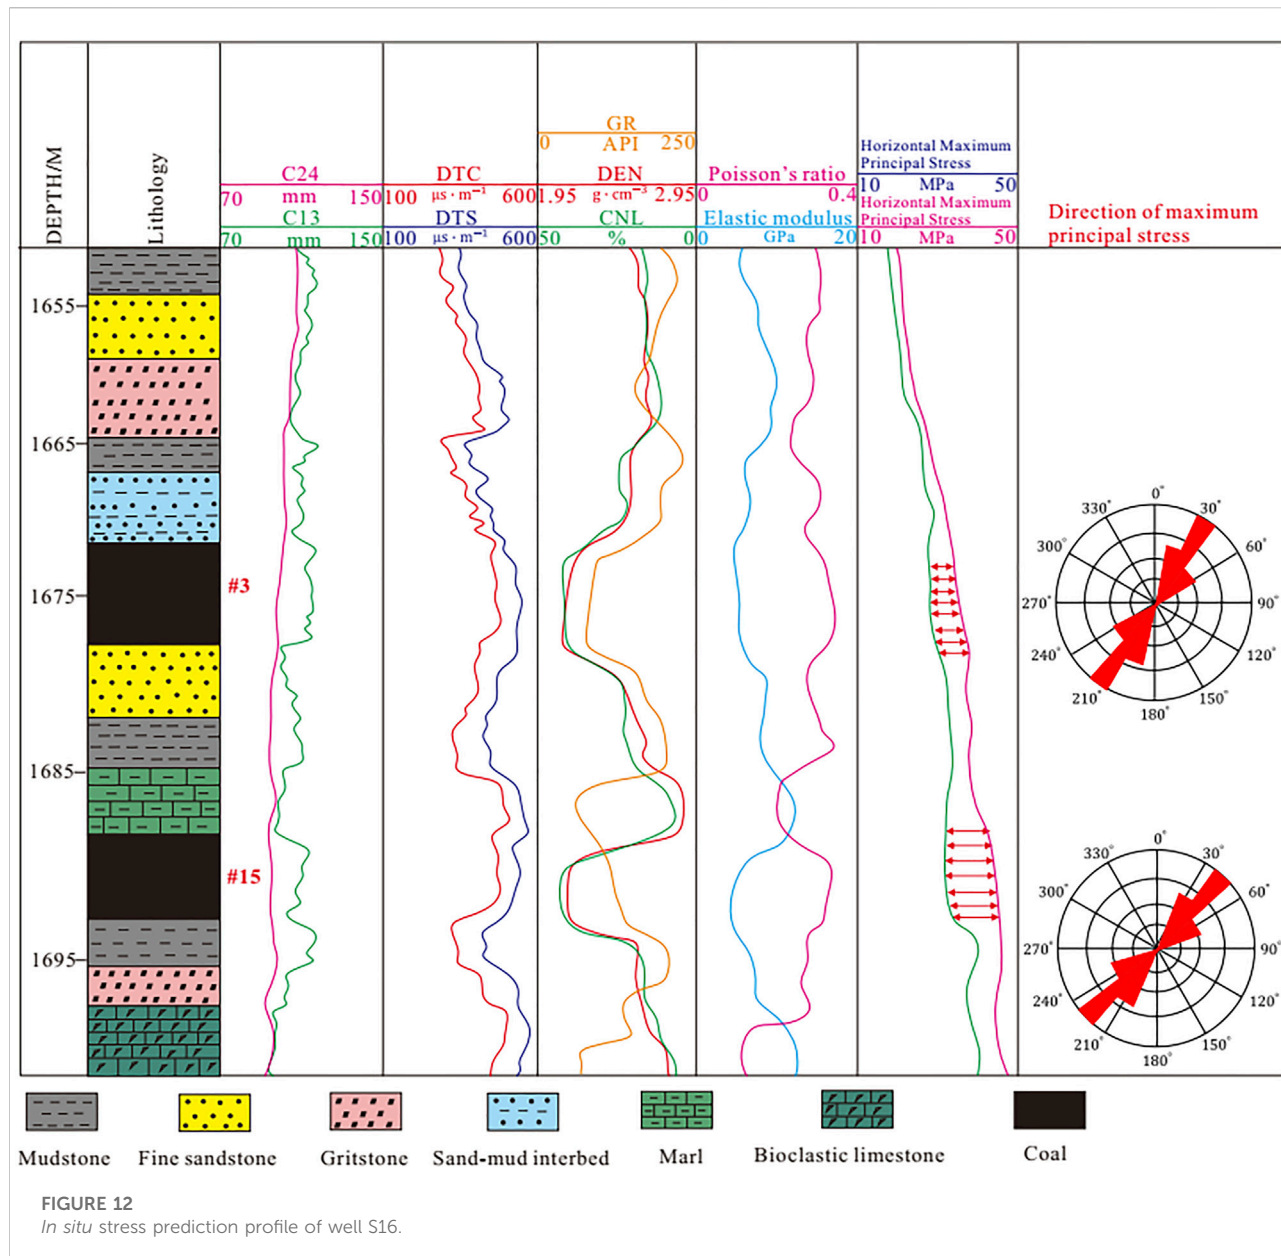 DEPTH/M
Lithology
C24
70 mm 150
C13
70 mm 150
DTC
100 μs·m⁻¹ 600
DTS
100 μs·m⁻¹ 600
GR
0 API 250
DEN
1.95 g·cm⁻³ 2.95
CNL
50 % 0
Poisson's ratio
0 0.4
Elastic modulus
0 GPa 20
Horizontal Maximum
Principal Stress
10 MPa 50
Horizontal Maximum
Principal Stress
10 MPa 50
Direction of maximum
principal stress
1655
1665
1675
1685
1695
#3
#15
0°
30°
60°
90°
120°
150°
180°
210°
240°
270°
300°
330°
0°
30°
60°
90°
120°
150°
180°
210°
240°
270°
300°
330°
Mudstone Fine sandstone Gritstone Sand-mud interbed Marl Bioclastic limestone Coal
FIGURE 12
In situ stress prediction profile of well S16.